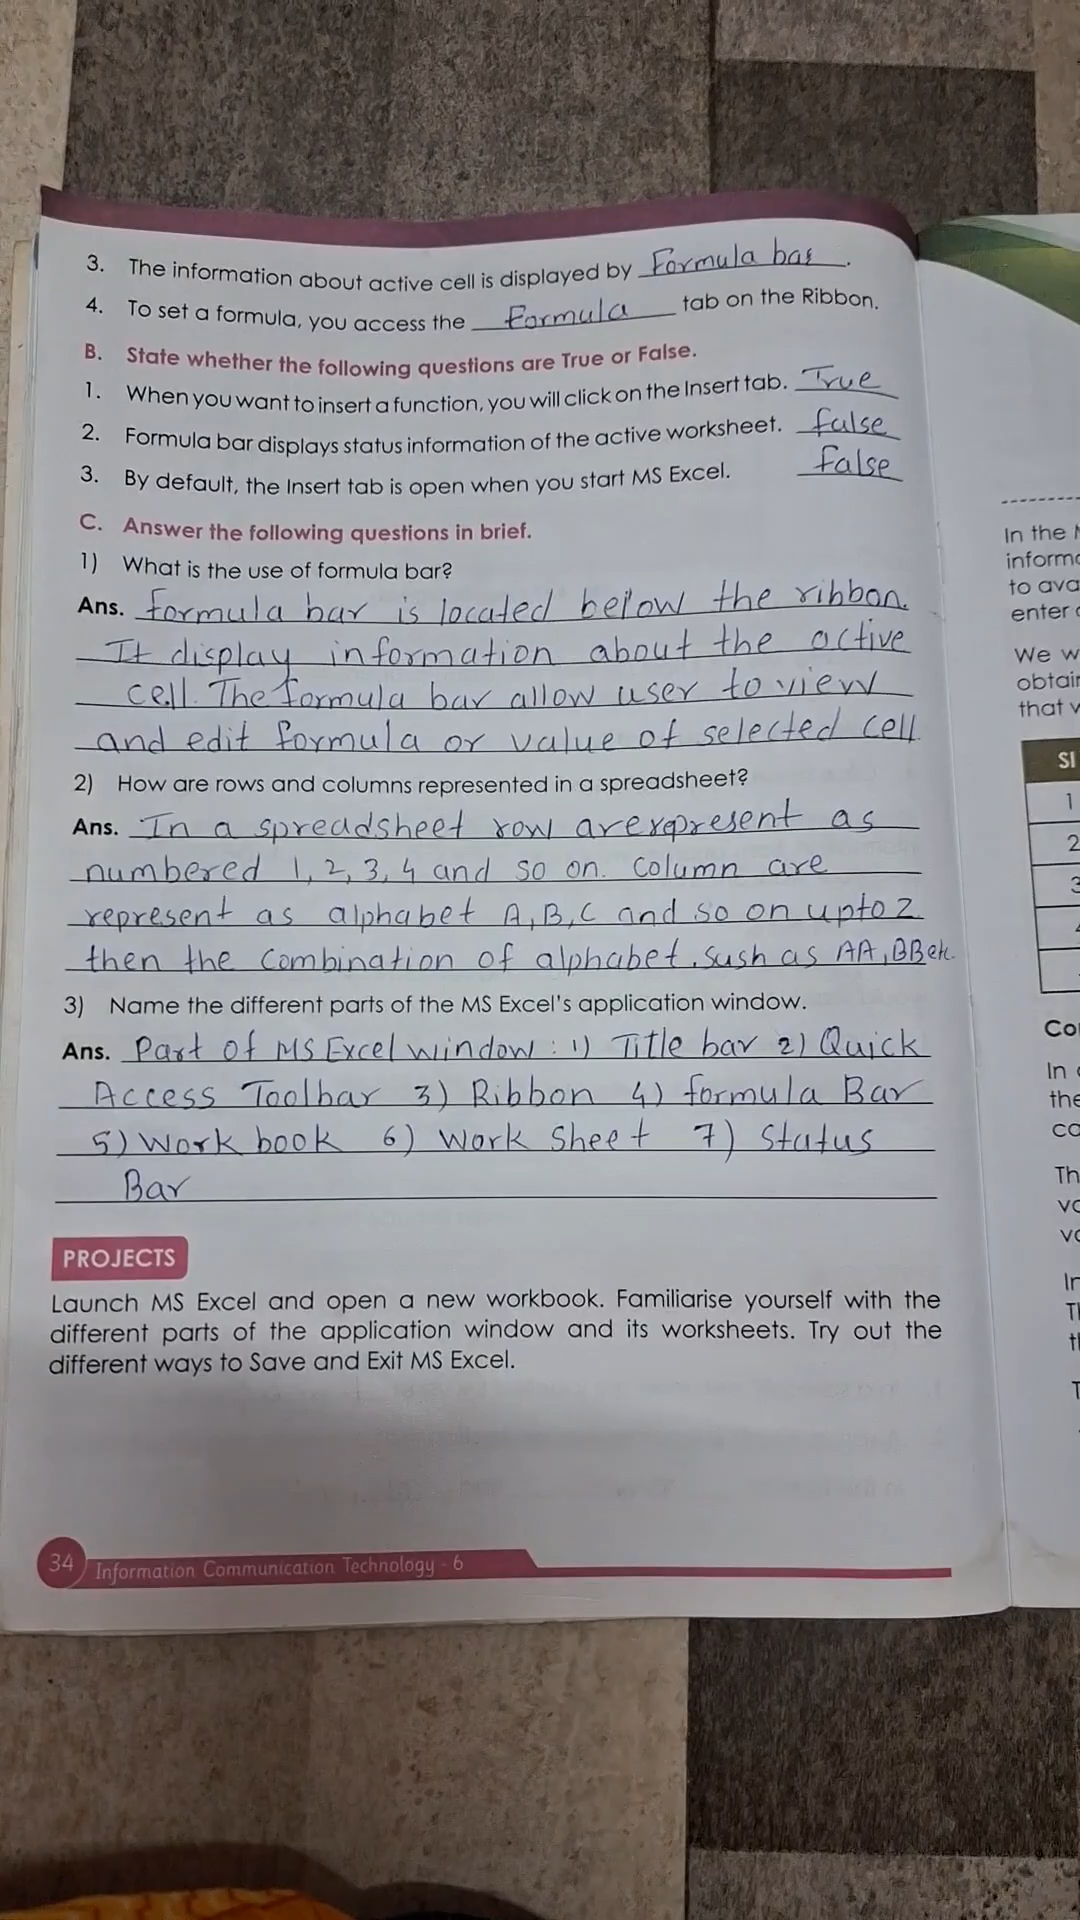 3. The information about active cell is displayed by Formula bar.
4. To set a formula, you access the Formula tab on the Ribbon.
B. State whether the following questions are True or False.
1. When you want to insert a function, you will click on the Insert tab. True
2. Formula bar displays status information of the active worksheet. false
3. By default, the Insert tab is open when you start MS Excel. false
C. Answer the following questions in brief.
1) What is the use of formula bar?
Ans. formula bar is located below the ribbon.
It display information about the active
cell. The formula bar allow user to view
and edit formula or value of selected cell
2) How are rows and columns represented in a spreadsheet?
Ans. In a spreadsheet row are represent as
numbered 1, 2, 3, 4 and so on. Column are
represent as alphabet A, B, C and so on upto Z
then the combination of alphabet. sush as AA, BB etc.
3) Name the different parts of the MS Excel's application window.
Ans. Part of MS Excel window : 1) Title bar 2) Quick
Access Toolbar 3) Ribbon 4) formula Bar
5) Work book 6) Work Sheet 7) Status
Bar
PROJECTS
Launch MS Excel and open a new workbook. Familiarise yourself with the
different parts of the application window and its worksheets. Try out the
different ways to Save and Exit MS Excel.
34 Information Communication Technology - 6
In the
to ava
enter
We w
obtain
that
SI
1
2
3
In
the
co
Th